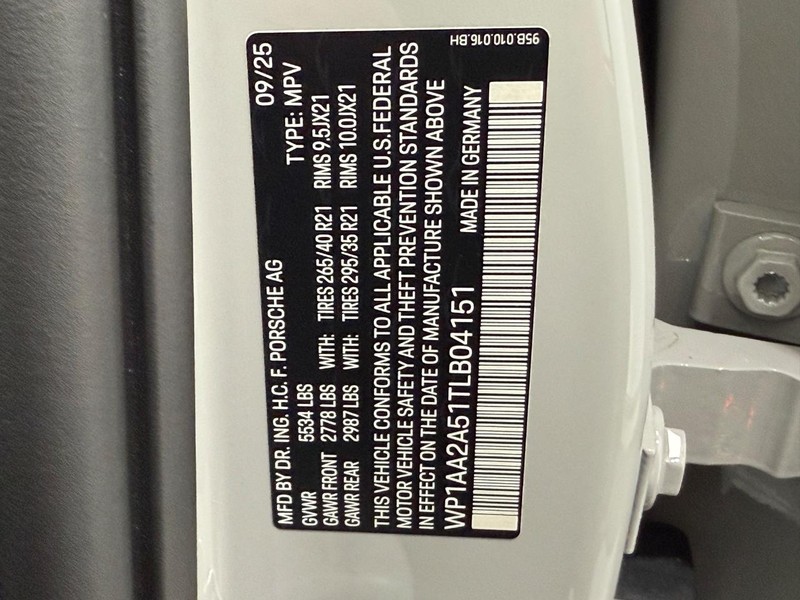 09/25
MFD BY DR. ING. H.C. F. PORSCHE AG
TYPE: MPV
GVWR 5534 LBS
GAWR FRONT 2778 LBS WITH: TIRES 265/40 R21 RIMS 9.5JX21
GAWR REAR 2987 LBS WITH: TIRES 295/35 R21 RIMS 10.0JX21
THIS VEHICLE CONFORMS TO ALL APPLICABLE U.S.FEDERAL
MOTOR VEHICLE SAFETY AND THEFT PREVENTION STANDARDS
IN EFFECT ON THE DATE OF MANUFACTURE SHOWN ABOVE
WP1AA2A51TLB04151
MADE IN GERMANY
95B.010.016.BH